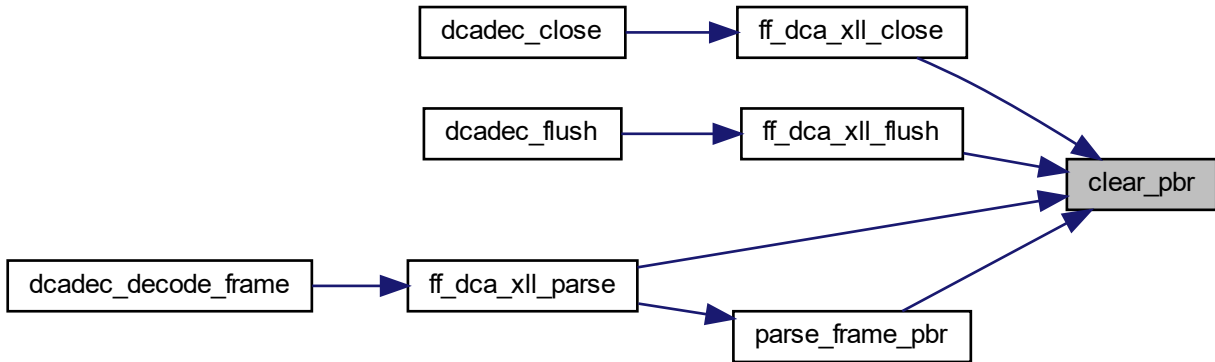 dcadec_close
ff_dca_xll_close
dcadec_flush
ff_dca_xll_flush
clear_pbr
dcadec_decode_frame
ff_dca_xll_parse
parse_frame_pbr